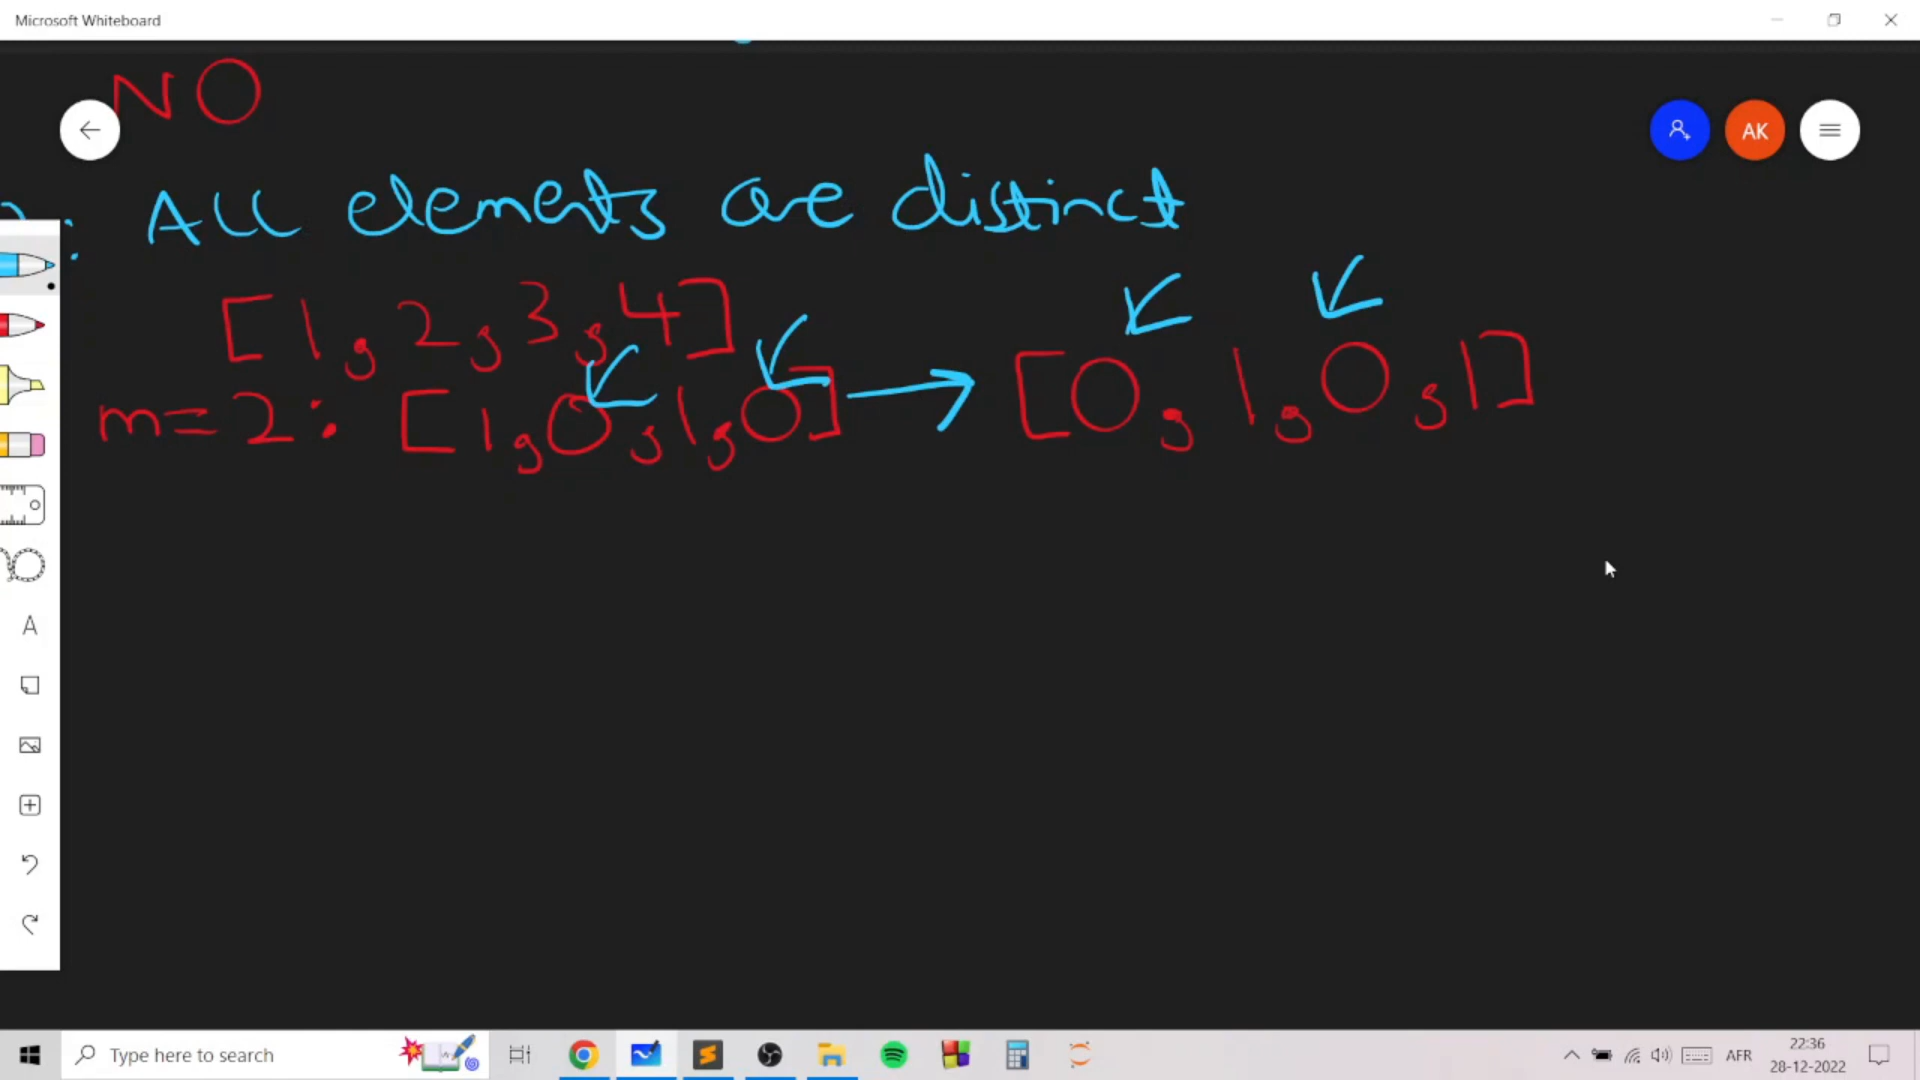 Microsoft Whiteboard
NO
AK
: All elements are distinct
[1,2,3,4]
m=2: [1,0,1,0] → [0,1,0,1]
A
Type here to search
AFR
22:36
28-12-2022